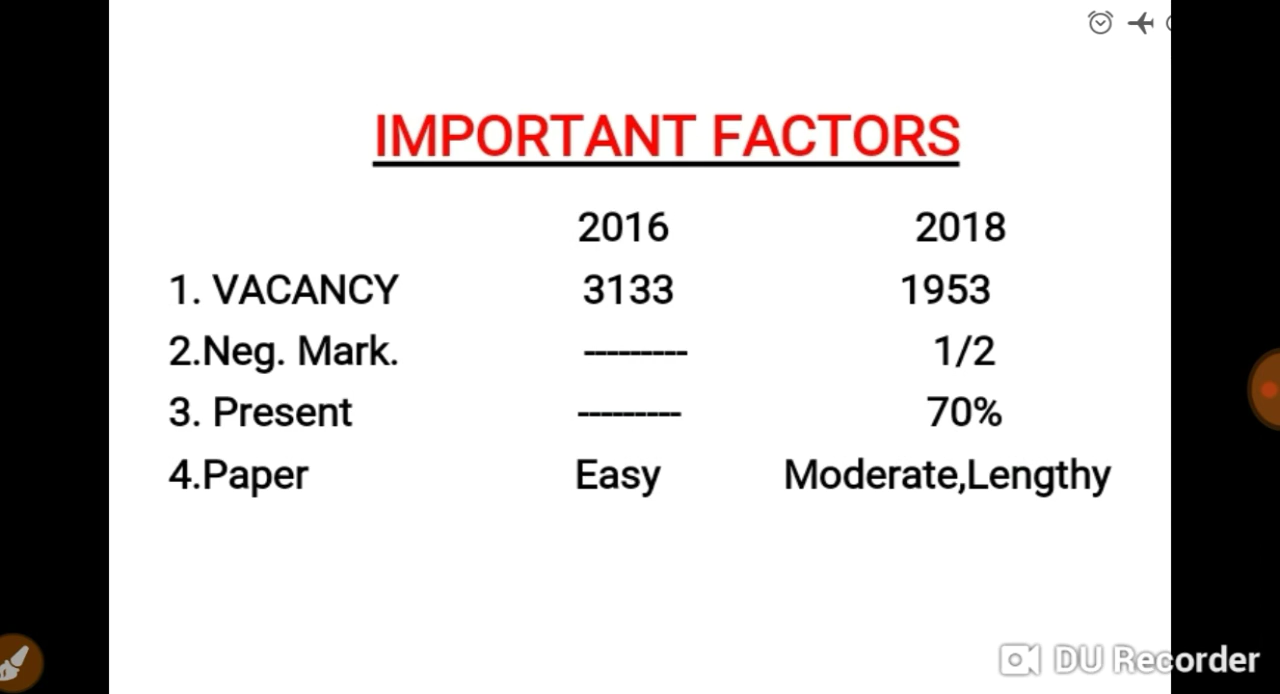 IMPORTANT FACTORS
2016 2018
1. VACANCY 3133 1953
2.Neg. Mark. --------- 1/2
3. Present --------- 70%
4.Paper Easy Moderate,Lengthy
DU Recorder